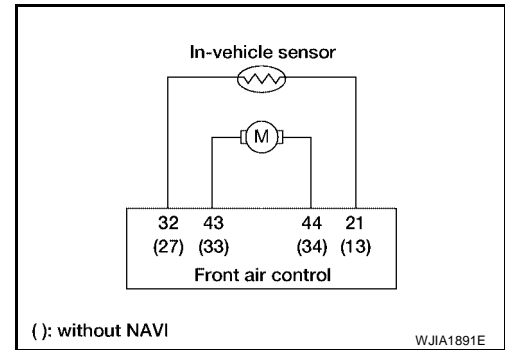 In-vehicle sensor
M
32 43 44 21
(27) (33) (34) (13)
Front air control
( ): without NAVI
WJIA1891E